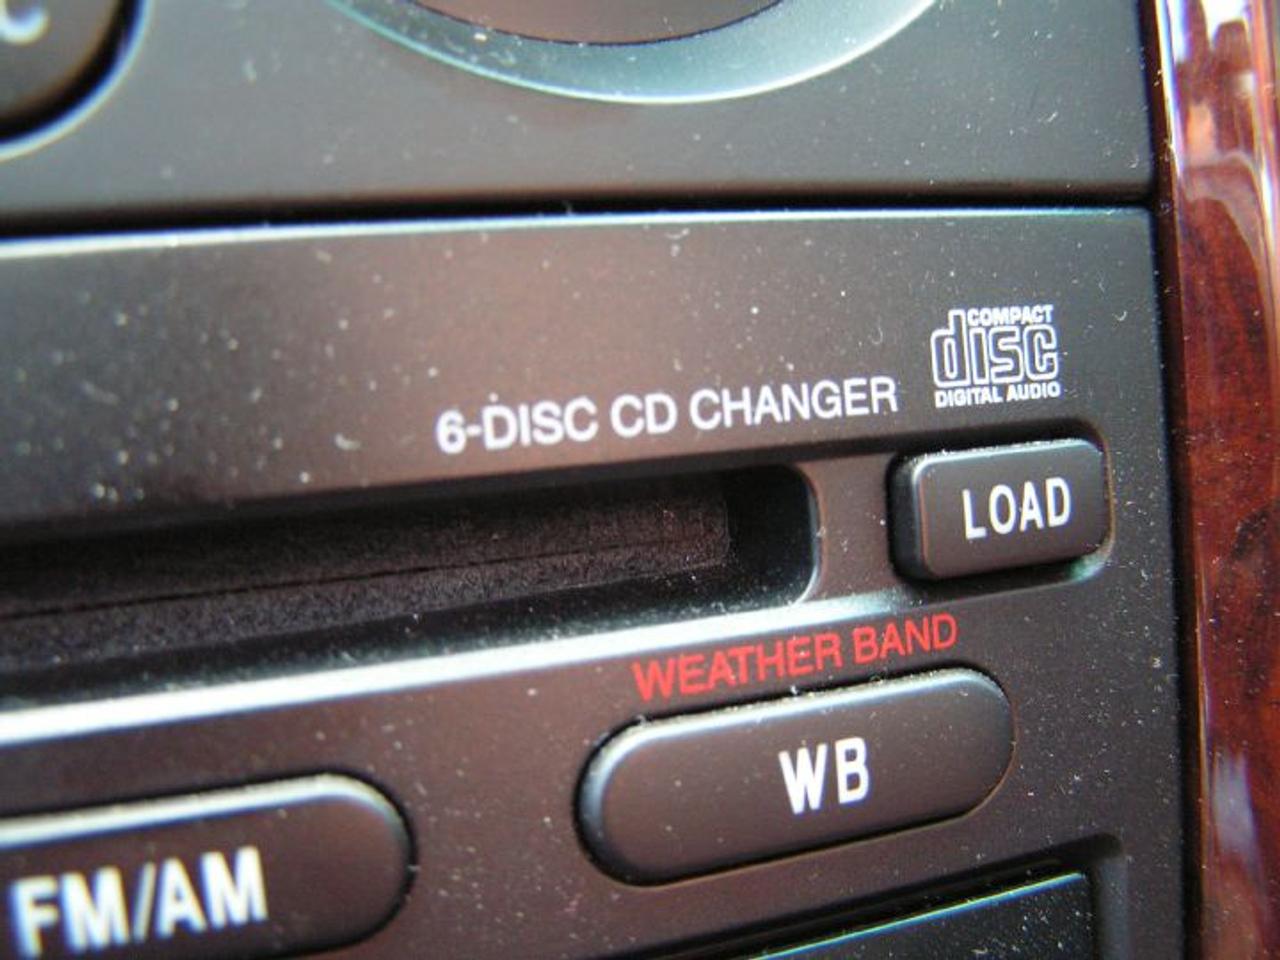 COMPACT
disc
DIGITAL AUDIO
6-DISC CD CHANGER
LOAD
WEATHER BAND
WB
FM/AM